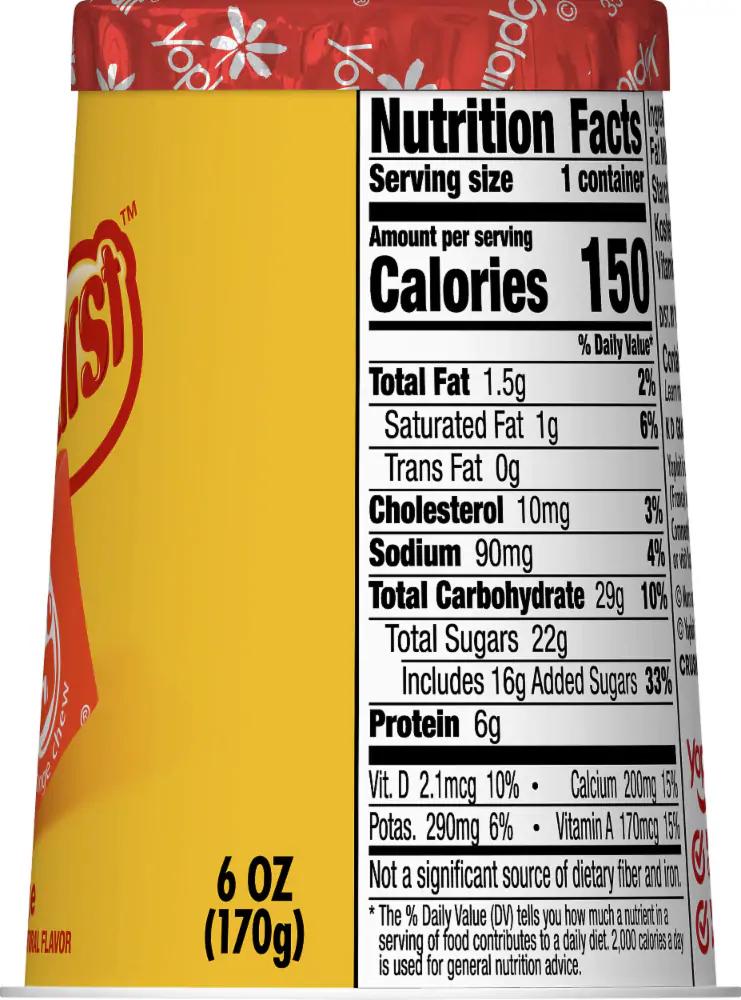 Yoplait
Yoplait
TM
6 OZ
(170g)
Nutrition Facts
Serving size 1 container
Amount per serving
Calories 150
% Daily Value*
Total Fat 1.5g 2%
Saturated Fat 1g 6%
Trans Fat 0g
Cholesterol 10mg 3%
Sodium 90mg 4%
Total Carbohydrate 29g 10%
Total Sugars 22g
Includes 16g Added Sugars 33%
Protein 6g
Vit. D 2.1mcg 10% • Calcium 200mg 15%
Potas. 290mg 6% • Vitamin A 170mcg 15%
Not a significant source of dietary fiber and iron.
* The % Daily Value (DV) tells you how much a nutrient in a
serving of food contributes to a daily diet. 2,000 calories a day
is used for general nutrition advice.
chew ®
FLAVOR